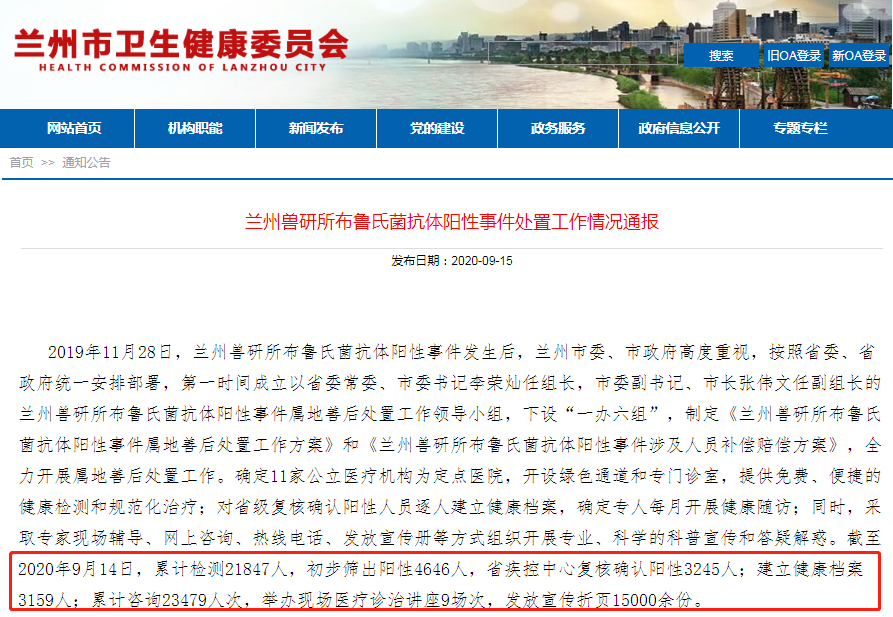 兰州市卫生健康委员会
HEALTH COMMISSION OF LANZHOU CITY
搜索 旧OA登录 新OA登录
网站首页 机构职能 新闻发布 党的建设 政务服务 政府信息公开 专题专栏
首页 >> 通知公告
兰州兽研所布鲁氏菌抗体阳性事件处置工作情况通报
发布日期：2020-09-15
2019年11月28日，兰州兽研所布鲁氏菌抗体阳性事件发生后，兰州市委、市政府高度重视，按照省委、省
政府统一安排部署，第一时间成立以省委常委、市委书记李荣灿任组长，市委副书记、市长张伟文任副组长的
兰州兽研所布鲁氏菌抗体阳性事件属地善后处置工作领导小组，下设“一办六组”，制定《兰州兽研所布鲁氏
菌抗体阳性事件属地善后处置工作方案》和《兰州兽研所布鲁氏菌抗体阳性事件涉及人员补偿赔偿方案》，全
力开展属地善后处置工作。确定11家公立医疗机构为定点医院，开设绿色通道和专门诊室，提供免费、便捷的
健康检测和规范化治疗；对省级复核确认阳性人员逐人建立健康档案，确定专人每月开展健康随访；同时，采
取专家现场辅导、网上咨询、热线电话、发放宣传册等方式组织开展专业、科学的科普宣传和答疑解惑。截至
2020年9月14日，累计检测21847人，初步筛出阳性4646人，省疾控中心复核确认阳性3245人；建立健康档案
3159人；累计咨询23479人次，举办现场医疗诊治讲座9场次，发放宣传折页15000余份。